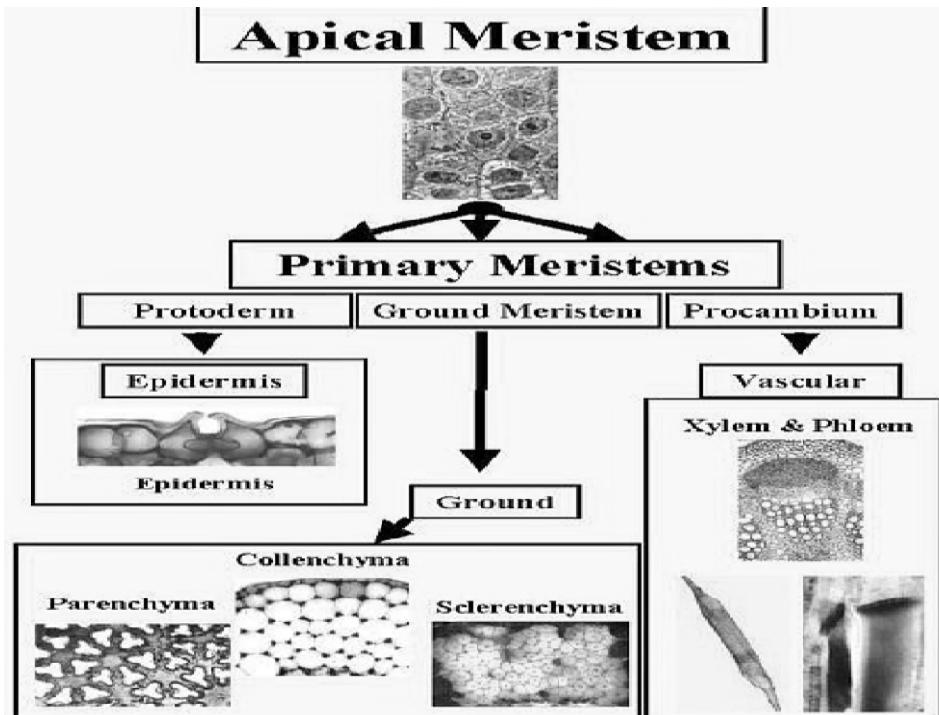 Apical Meristem
Primary Meristems
Protoderm
Ground Meristem
Procambium
Epidermis
Epidermis
Ground
Collenchyma
Parenchyma
Sclerenchyma
Vascular
Xylem & Phloem